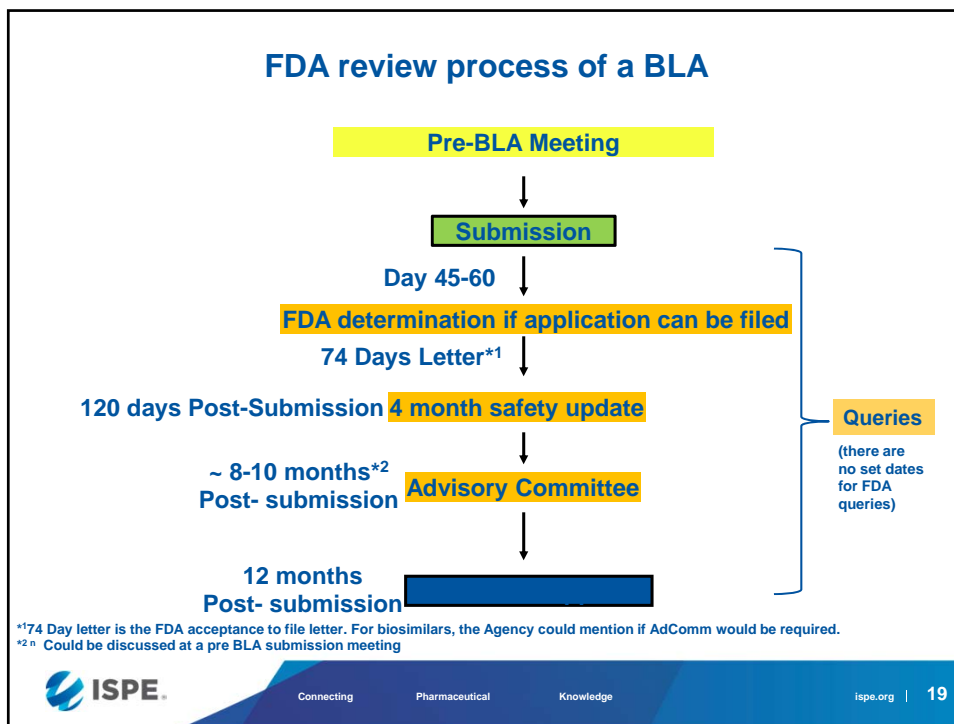 FDA review process of a BLA
Pre-BLA Meeting
Submission
Day 45-60
FDA determination if application can be filed
74 Days Letter*1
120 days Post-Submission 4 month safety update
~ 8-10 months*2
Post- submission
Advisory Committee
Queries
(there are
no set dates
for FDA
queries)
12 months
Post- submission
*174 Day letter is the FDA acceptance to file letter. For biosimilars, the Agency could mention if AdComm would be required.
*2 n Could be discussed at a pre BLA submission meeting
ISPE®
Connecting Pharmaceutical Knowledge
ispe.org | 19